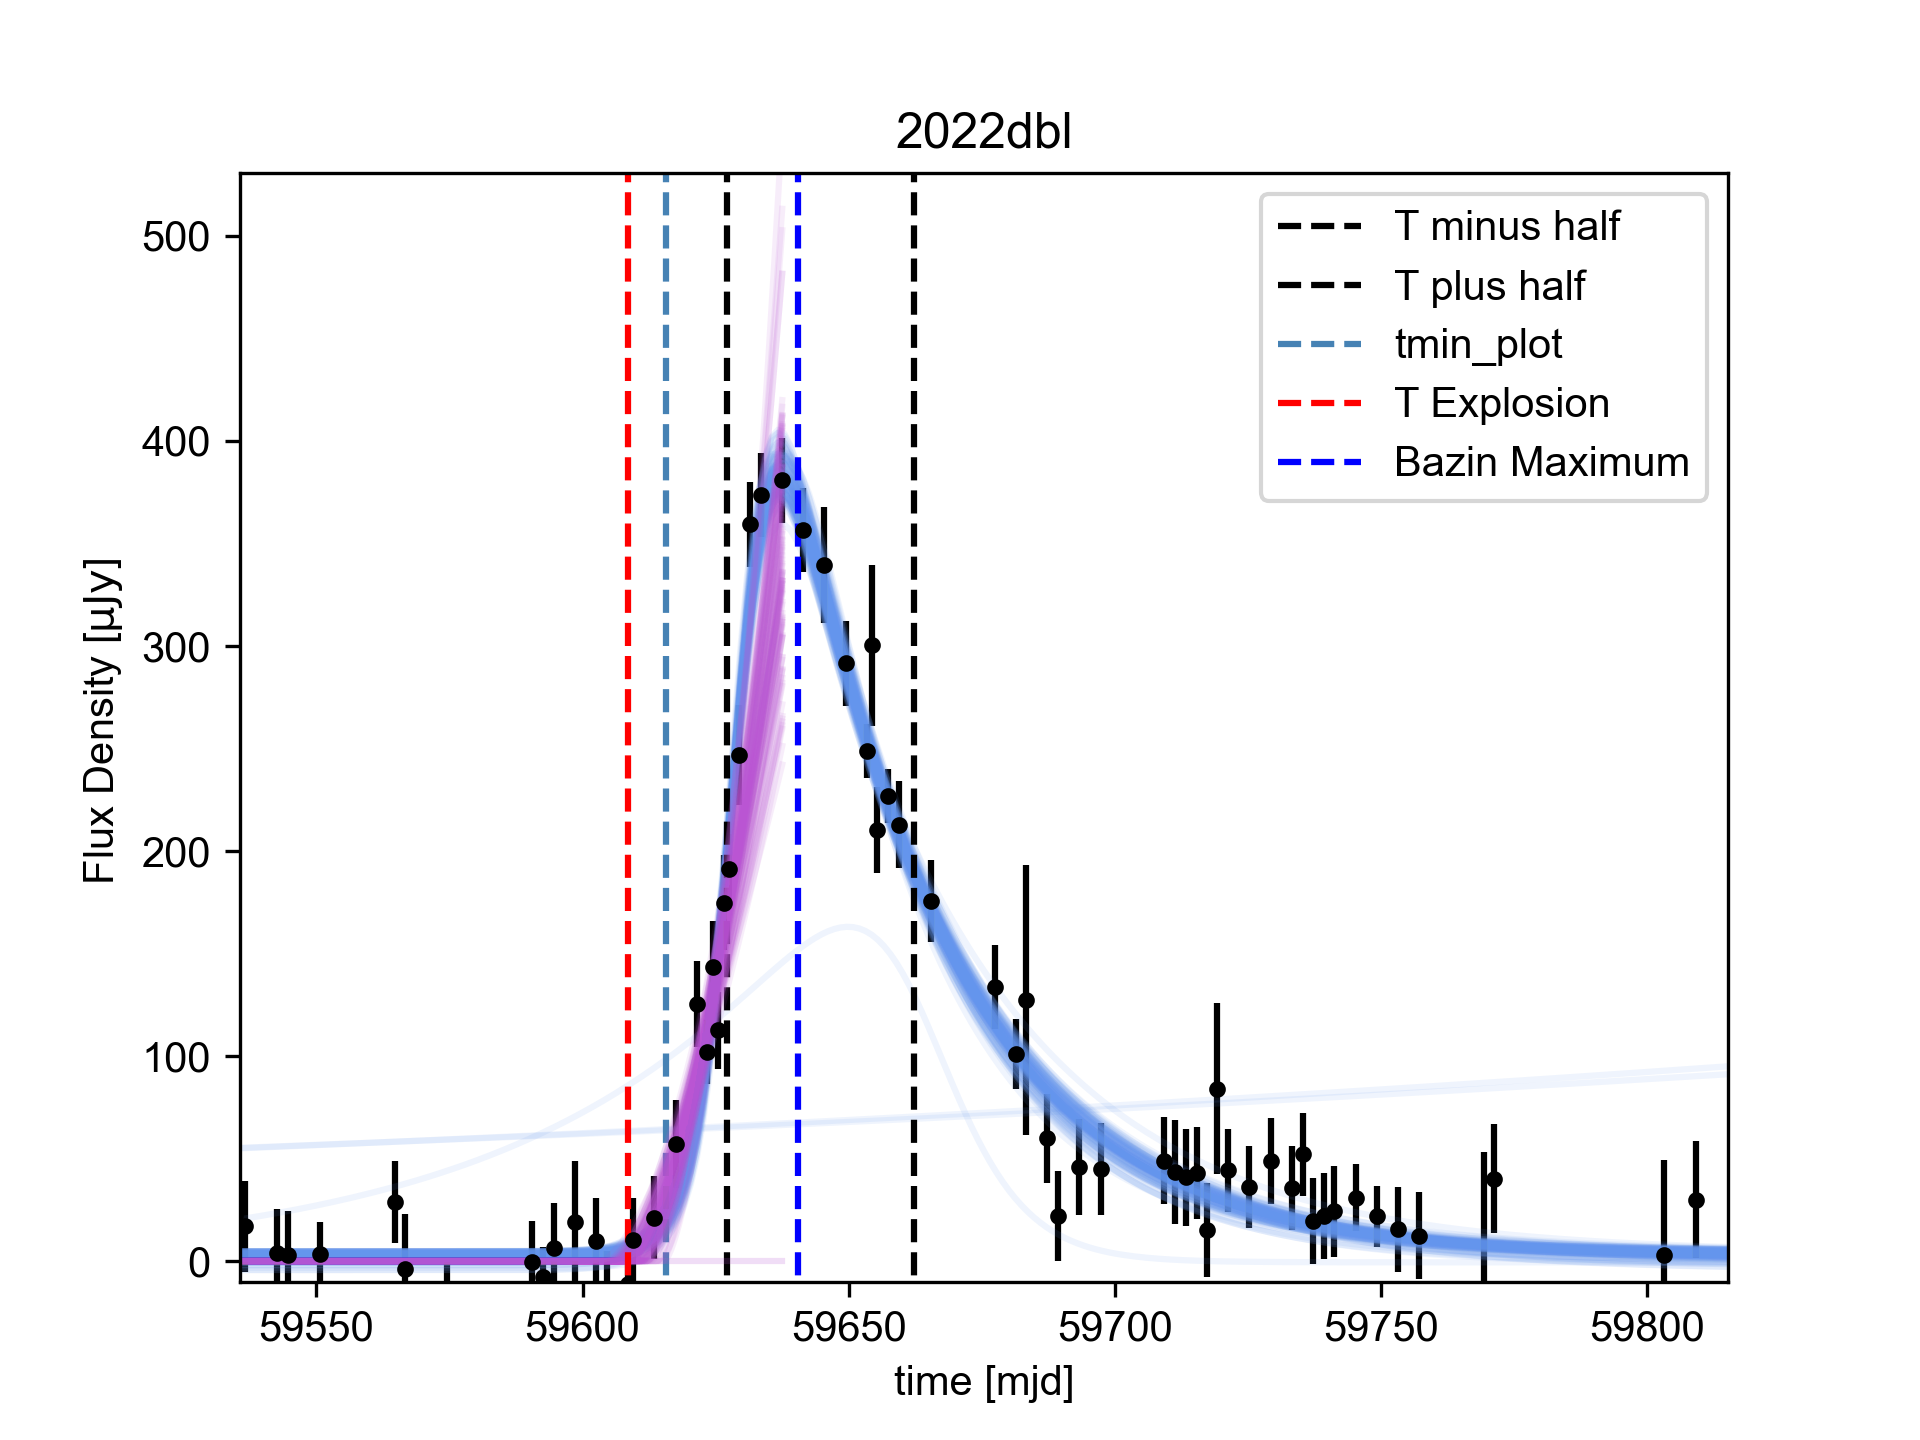 2022dbl
T minus half
T plus half
tmin_plot
T Explosion
Bazin Maximum
Flux Density [µJy]
500
400
300
200
100
0
59550 59600 59650 59700 59750 59800
time [mjd]